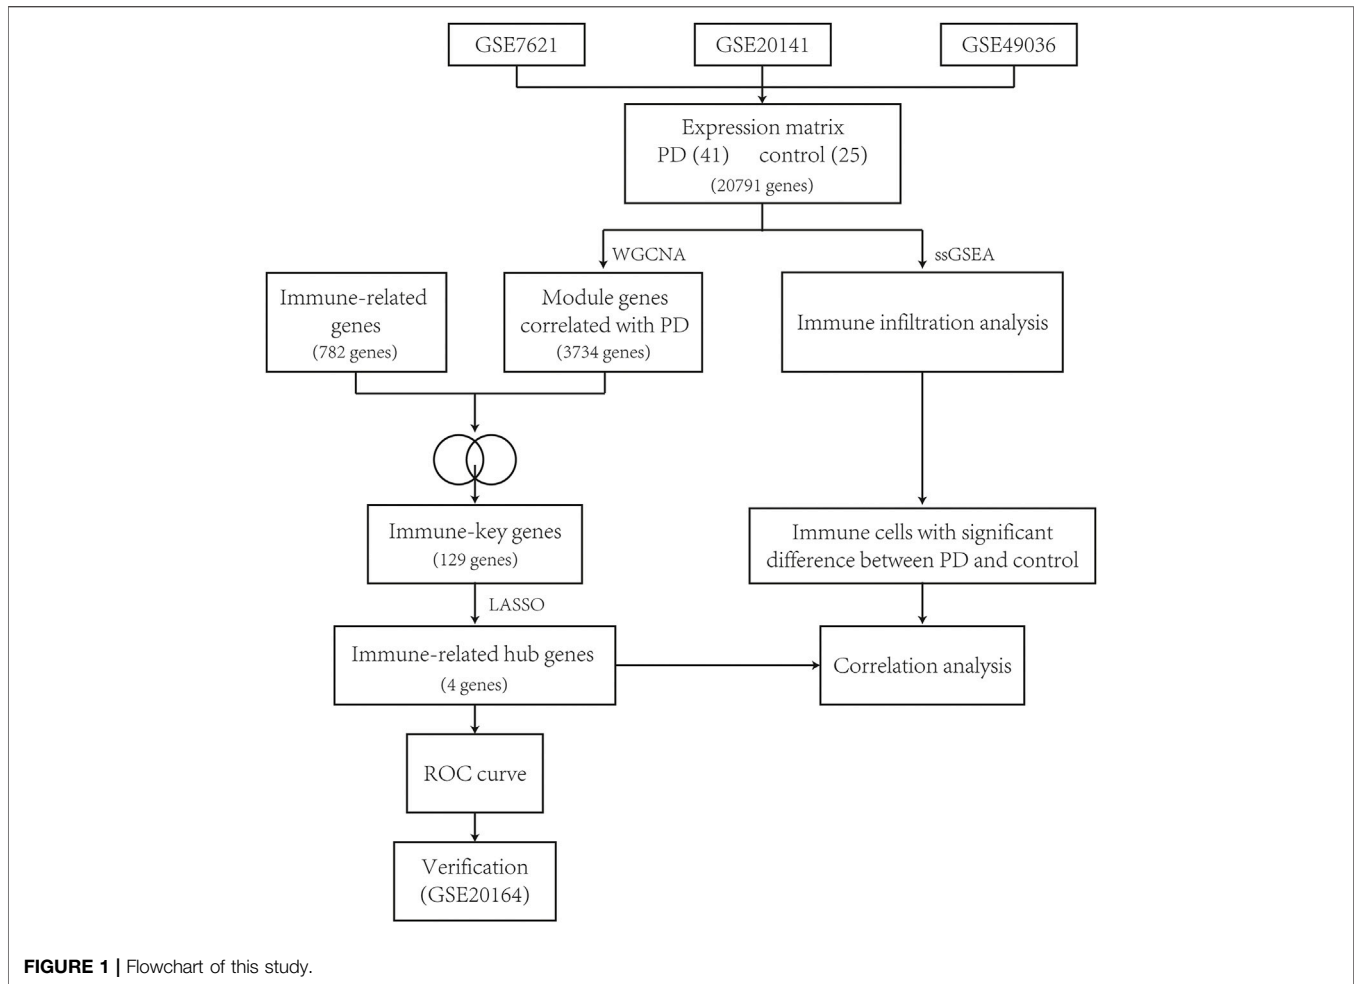 GSE7621
GSE20141
GSE49036
Expression matrix
PD (41) control (25)
(20791 genes)
WGCNA
ssGSEA
Immune-related
genes
(782 genes)
Module genes
correlated with PD
(3734 genes)
Immune infiltration analysis
Immune-key genes
(129 genes)
Immune cells with significant
difference between PD and control
LASSO
Immune-related hub genes
(4 genes)
Correlation analysis
ROC curve
Verification
(GSE20164)
FIGURE 1 | Flowchart of this study.